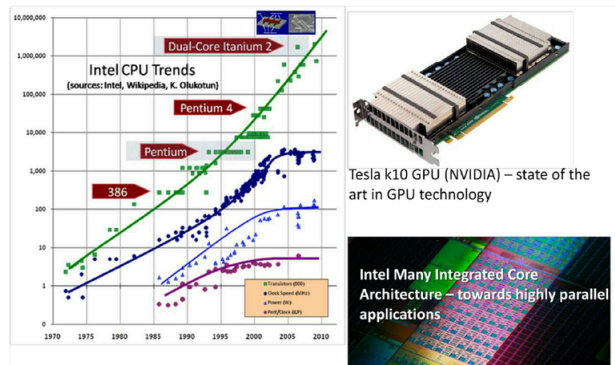 10,000,000
1,000,000
100,000
10,000
1,000
100
10
1
0
1970
1975
1980
1985
1990
1995
2000
2005
2010
Intel CPU Trends
(sources: Intel, Wikipedia, K. Olukotun)
Dual-Core Itanium 2
Pentium 4
Pentium
386
Transistors (000)
Clock Speed (MHz)
Power (W)
Perf/Clock (ILP)
Tesla k10 GPU (NVIDIA) – state of the
art in GPU technology
Intel Many Integrated Core
Architecture – towards highly parallel
applications